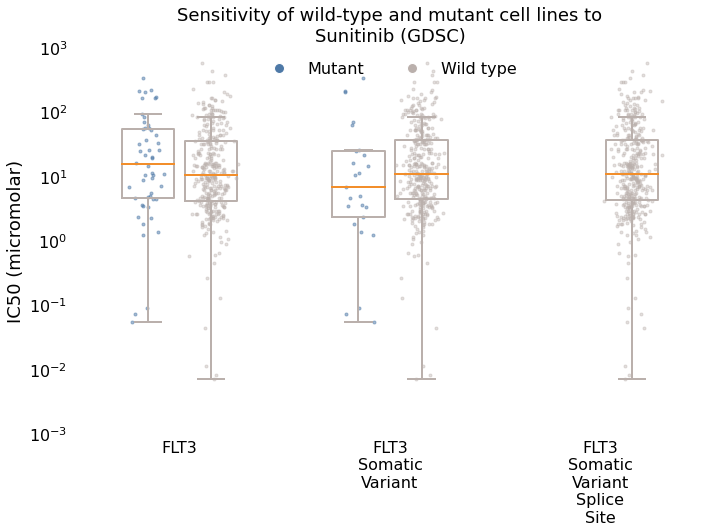 Sensitivity of wild-type and mutant cell lines to
Sunitinib (GDSC)
Mutant
Wild type
IC50 (micromolar)
10³
10²
10¹
10⁰
10⁻¹
10⁻²
10⁻³
FLT3
FLT3
Somatic
Variant
FLT3
Somatic
Variant
Splice
Site